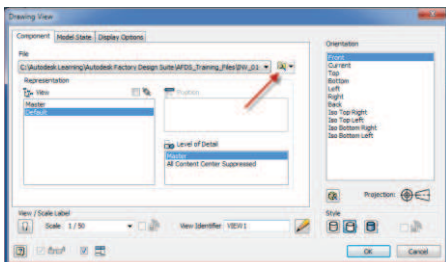 Drawing View
Component Model State Display Options
File
C:\Autodesk Learning\Autodesk Factory Design Suite\AFDS_Training_Files\DW_01
Representation
View
Master
Default
Position
Level of Detail
Master
All Content Center Suppressed
Orientation
Front
Current
Top
Bottom
Left
Right
Back
Iso Top Right
Iso Top Left
Iso Bottom Right
Iso Bottom Left
Projection:
View / Scale Label
Scale 1 / 50
View Identifier VIEW1
Style
OK Cancel